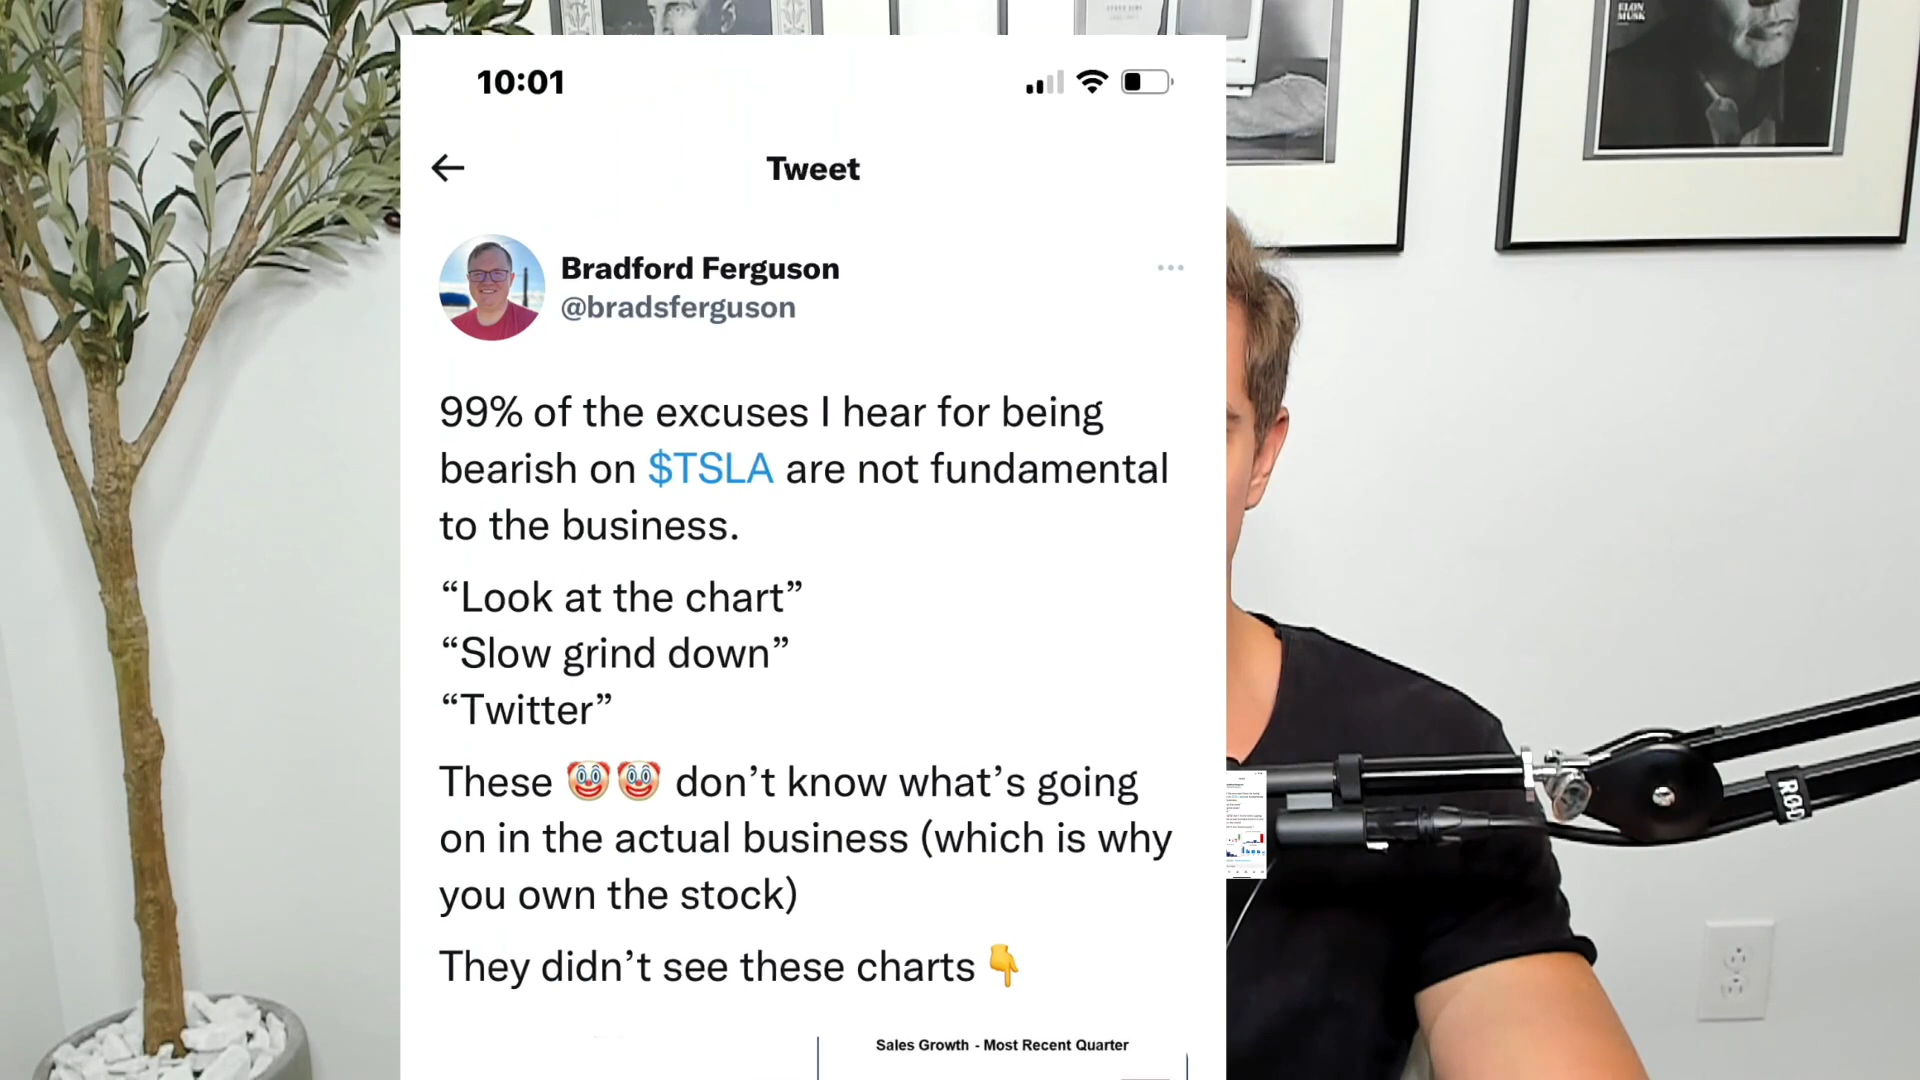 ELON
MUSK
10:01
Tweet
Bradford Ferguson
@bradsferguson
99% of the excuses I hear for being
bearish on $TSLA are not fundamental
to the business.
“Look at the chart”
“Slow grind down”
“Twitter”
These 🤡🤡 don’t know what’s going
on in the actual business (which is why
you own the stock)
They didn’t see these charts 👇
Sales Growth - Most Recent Quarter
RØD